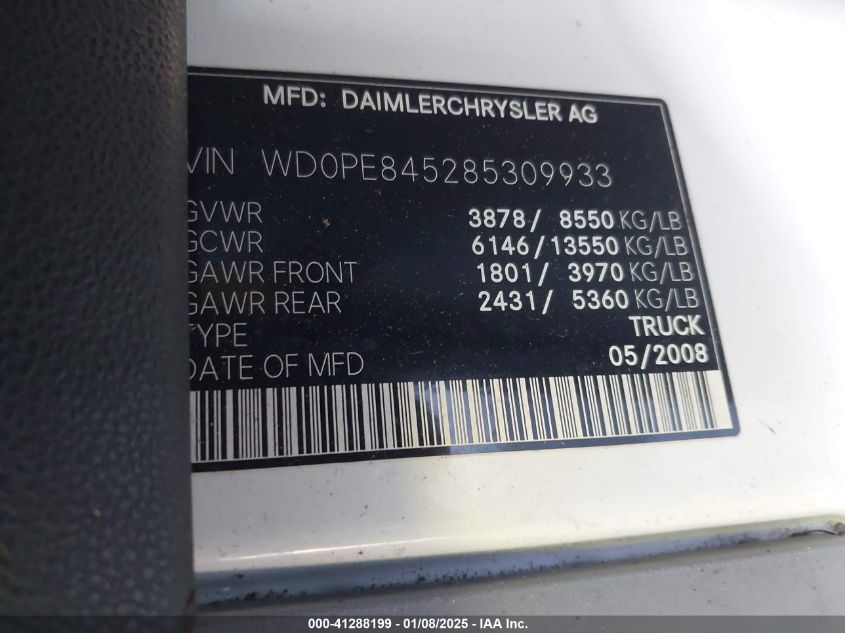 MFD: DAIMLERCHRYSLER AG
VIN WD0PE845285309933
GVWR 3878/ 8550 KG/LB
GCWR 6146/13550 KG/LB
GAWR FRONT 1801/ 3970 KG/LB
GAWR REAR 2431/ 5360 KG/LB
TYPE TRUCK
DATE OF MFD 05/2008
000-41288199 - 01/08/2025 - IAA Inc.